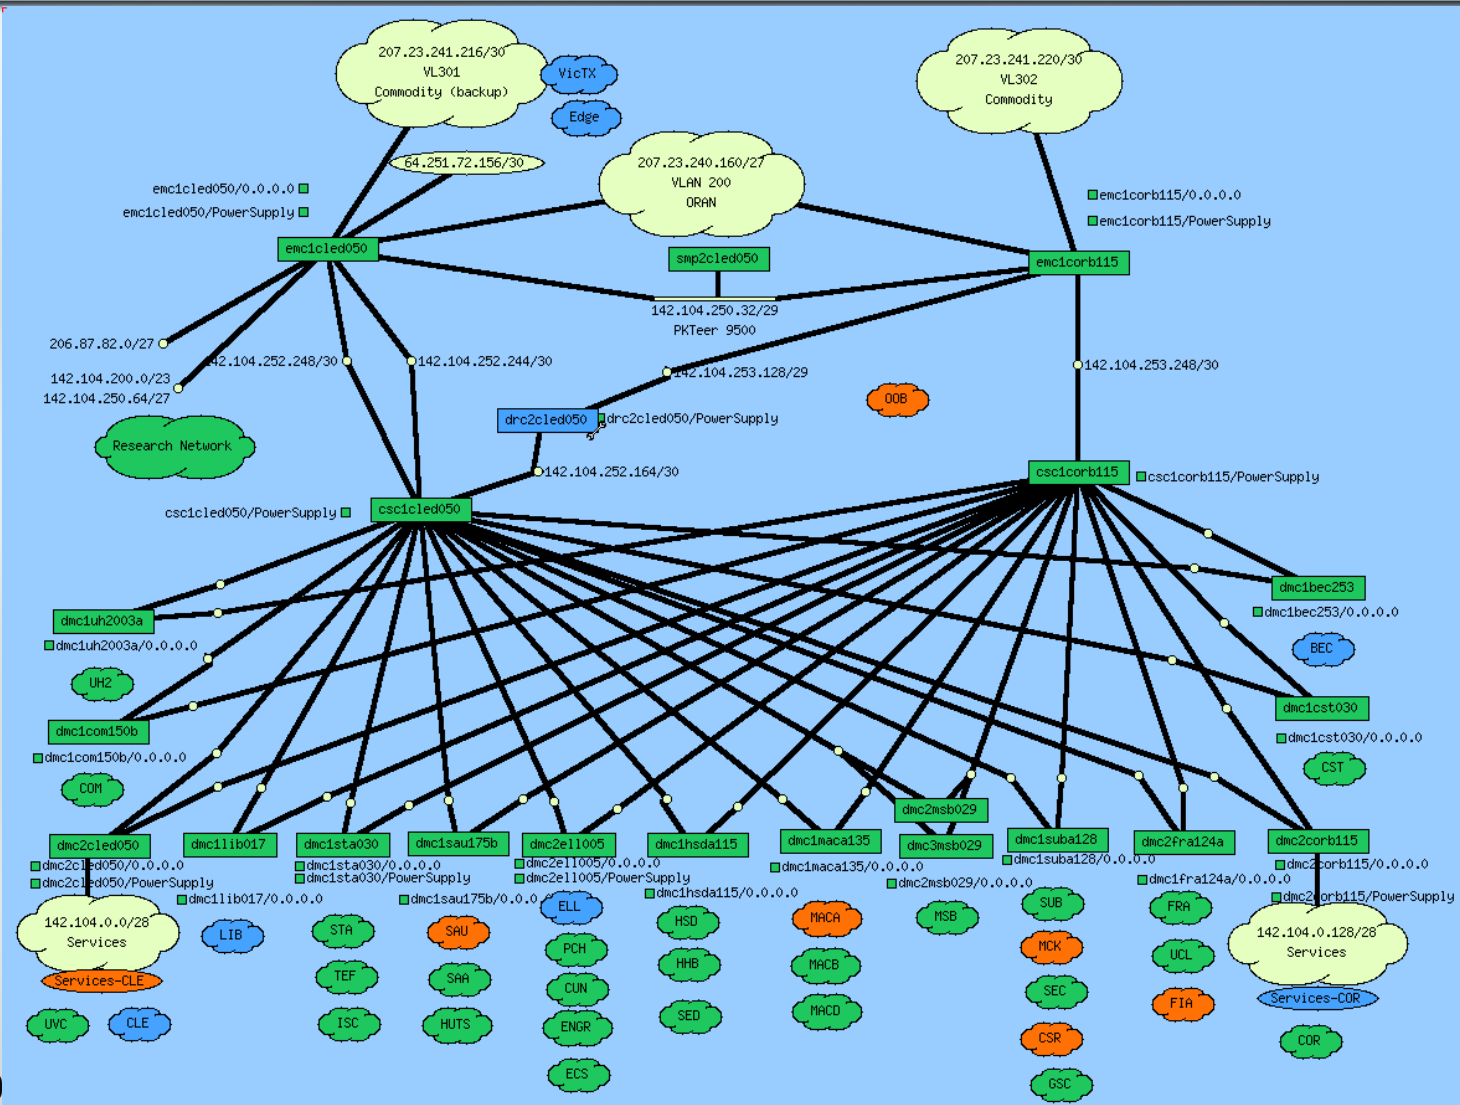 207.23.241.216/30
VL301
Commodity (backup)
VicTX
Edge
207.23.241.220/30
VL302
Commodity
64.251.72.156/30
207.23.240.160/27
VLAN 200
ORAN
emc1cled050/0.0.0.0
emc1cled050/PowerSupply
emc1corb115/0.0.0.0
emc1corb115/PowerSupply
emc1cled050
smp2cled050
emc1corb115
142.104.250.32/29
PKTeer 9500
206.87.82.0/27
142.104.252.248/30
142.104.252.244/30
142.104.253.128/29
142.104.253.248/30
142.104.200.0/23
142.104.250.64/27
OOB
drc2cled050
drc2cled050/PowerSupply
Research Network
142.104.252.164/30
csc1corb115
csc1corb115/PowerSupply
csc1cled050/PowerSupply
csc1cled050
dmc1bec253
dmc1bec253/0.0.0.0
dmc1uh2003a
dmc1uh2003a/0.0.0.0
BEC
UH2
dmc1cst030
dmc1com150b
dmc1cst030/0.0.0.0
dmc1com150b/0.0.0.0
CST
COM
dmc2msb029
dmc2cled050
dmc1lib017
dmc1sta030
dmc1sau175b
dmc2ell005
dmc1hsda115
dmc1maca135
dmc3msb029
dmc1suba128
dmc2fra124a
dmc2corb115
dmc2cled050/0.0.0.0
dmc1sta030/0.0.0.0
dmc2ell005/0.0.0.0
dmc1maca135/0.0.0.0
dmc1suba128/0.0.0.0
dmc2corb115/0.0.0.0
dmc2cled050/PowerSupply
dmc1sta030/PowerSupply
dmc2ell005/PowerSupply
dmc2msb029/0.0.0.0
dmc1fra124a/0.0.0.0
dmc1lib017/0.0.0.0
dmc1sau175b/0.0.0.0
dmc1hsda115/0.0.0.0
dmc2corb115/PowerSupply
142.104.0.0/28
Services
Services-CLE
UVC
CLE
LIB
STA
TEF
ISC
SAU
SAA
HUTS
ELL
PCH
CUN
ENGR
ECS
HSD
HHB
SED
MACA
MACB
MACD
MSB
SUB
MCK
SEC
CSR
GSC
FRA
UCL
FIA
142.104.0.128/28
Services
Services-COR
COR